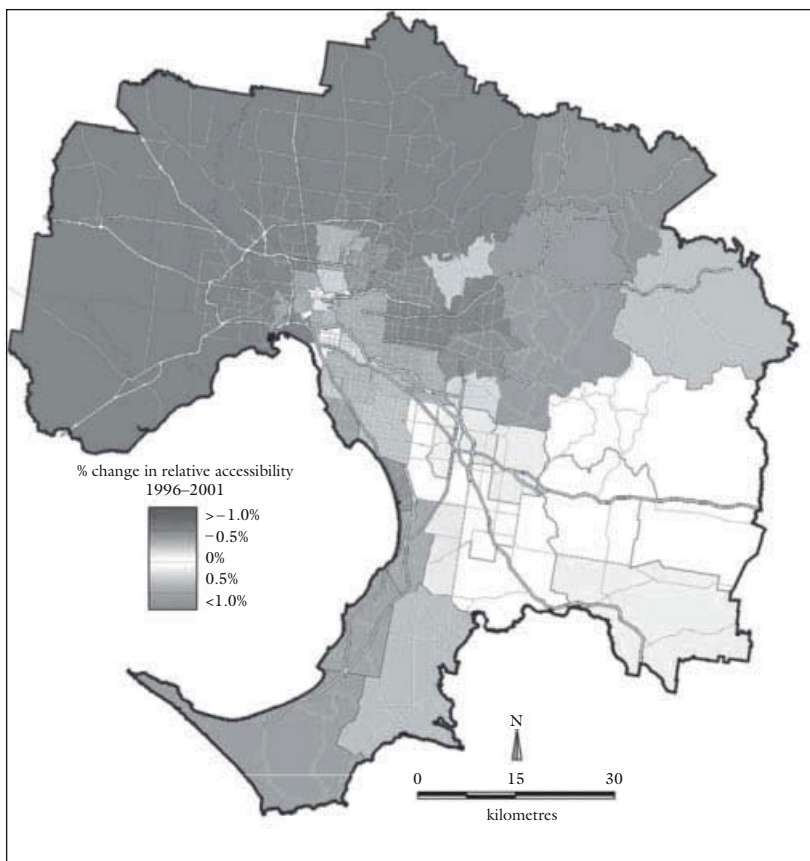 % change in relative accessibility
1996–2001
>−1.0%
−0.5%
0%
0.5%
<1.0%
N
0 15 30
kilometres